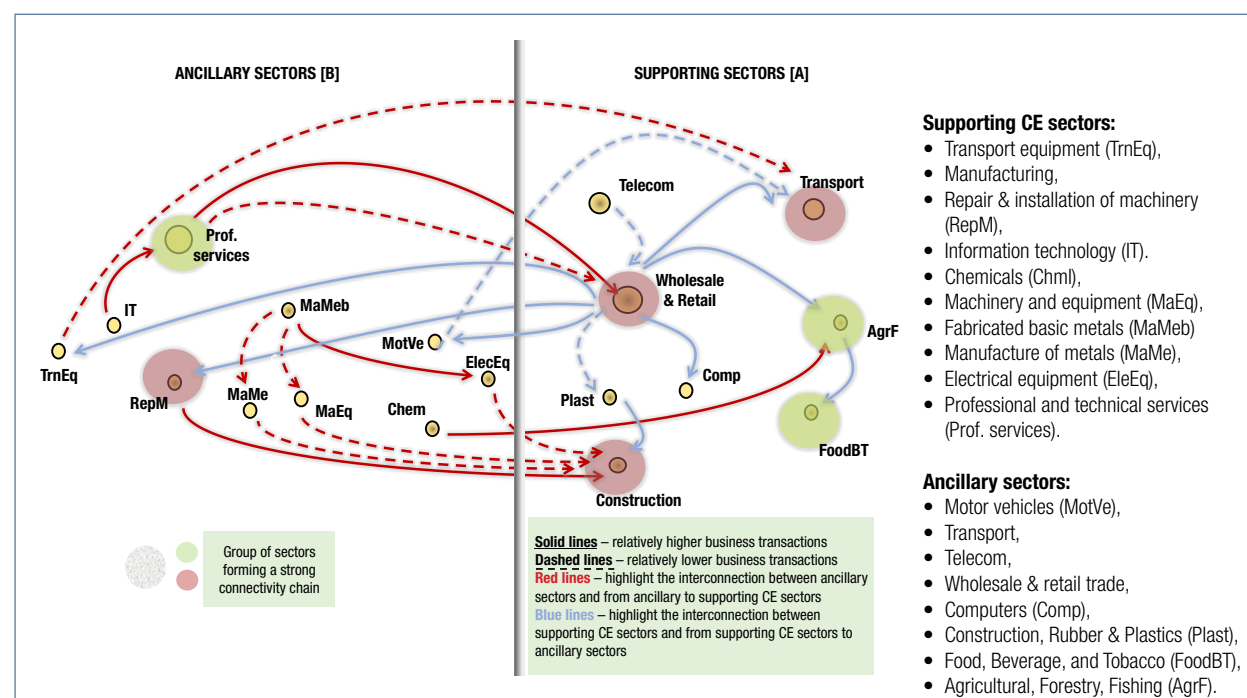 ANCILLARY SECTORS [B]
SUPPORTING SECTORS [A]
Telecom
Transport
Prof.
services
Wholesale
& Retail
IT
MaMeb
MotVe
AgrF
TrnEq
ElecEq
RepM
MaMe
MaEq
Chem
Plast
Comp
FoodBT
Construction
Group of sectors
forming a strong
connectivity chain
Solid lines – relatively higher business transactions
Dashed lines – relatively lower business transactions
Red lines – highlight the interconnection between ancillary
sectors and from ancillary to supporting CE sectors
Blue lines – highlight the interconnection between
supporting CE sectors and from supporting CE sectors to
ancillary sectors
Supporting CE sectors:
• Transport equipment (TrnEq),
• Manufacturing,
• Repair & installation of machinery
(RepM),
• Information technology (IT).
• Chemicals (Chml),
• Machinery and equipment (MaEq),
• Fabricated basic metals (MaMeb)
• Manufacture of metals (MaMe),
• Electrical equipment (EleEq),
• Professional and technical services
(Prof. services).
Ancillary sectors:
• Motor vehicles (MotVe),
• Transport,
• Telecom,
• Wholesale & retail trade,
• Computers (Comp),
• Construction, Rubber & Plastics (Plast),
• Food, Beverage, and Tobacco (FoodBT),
• Agricultural, Forestry, Fishing (AgrF).